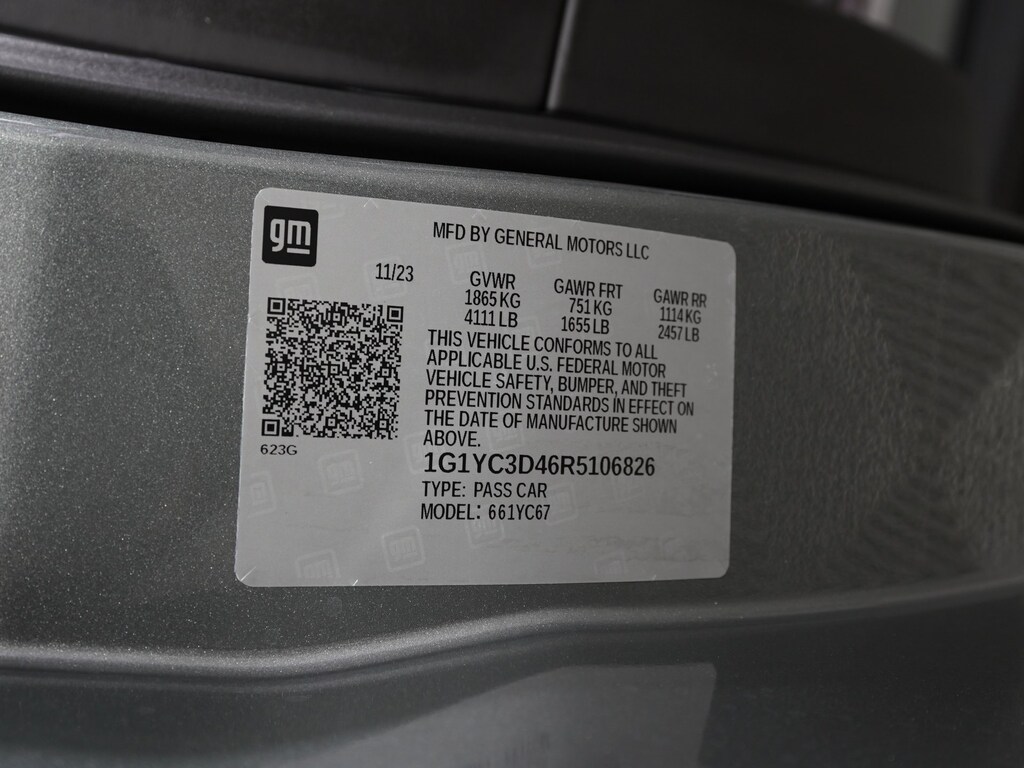 gm
MFD BY GENERAL MOTORS LLC
11/23
GVWR
1865 KG
4111 LB
GAWR FRT
751 KG
1655 LB
GAWR RR
1114 KG
2457 LB
THIS VEHICLE CONFORMS TO ALL
APPLICABLE U.S. FEDERAL MOTOR
VEHICLE SAFETY, BUMPER, AND THEFT
PREVENTION STANDARDS IN EFFECT ON
THE DATE OF MANUFACTURE SHOWN
ABOVE.
623G
1G1YC3D46R5106826
TYPE: PASS CAR
MODEL: 661YC67